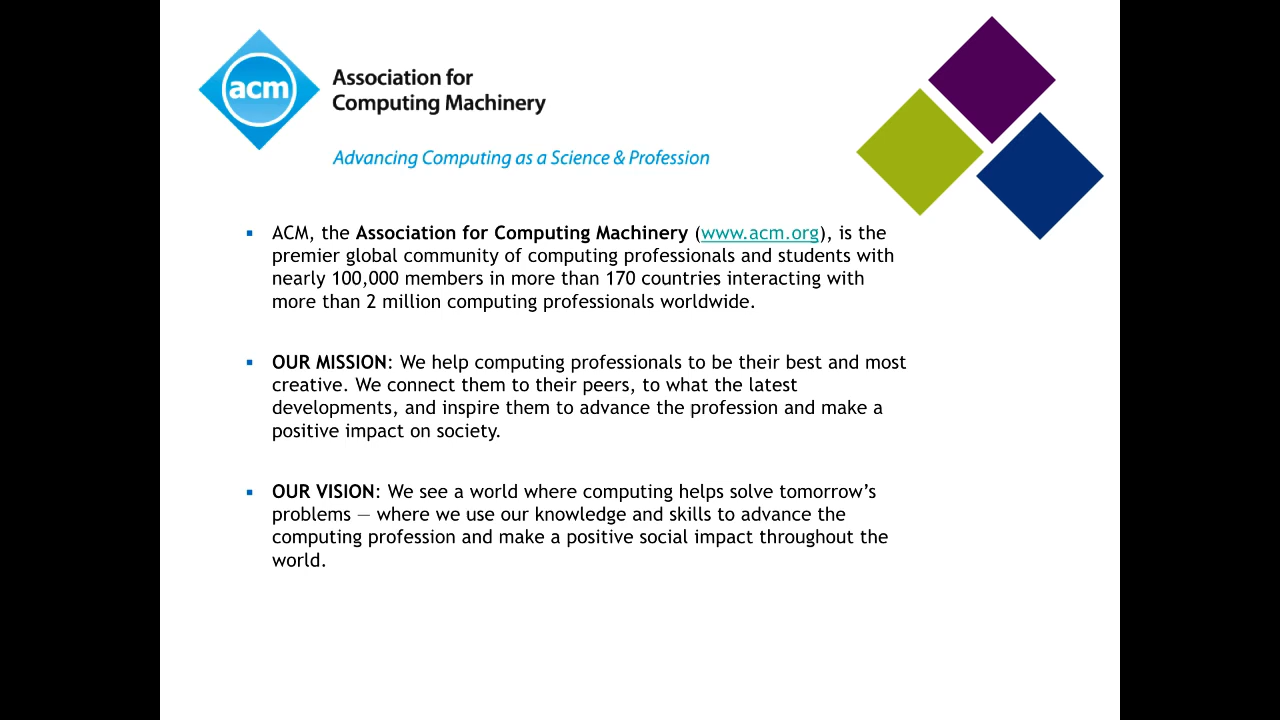 acm
Association for
Computing Machinery
Advancing Computing as a Science & Profession
▪ ACM, the Association for Computing Machinery (www.acm.org), is the
premier global community of computing professionals and students with
nearly 100,000 members in more than 170 countries interacting with
more than 2 million computing professionals worldwide.
▪ OUR MISSION: We help computing professionals to be their best and most
creative. We connect them to their peers, to what the latest
developments, and inspire them to advance the profession and make a
positive impact on society.
▪ OUR VISION: We see a world where computing helps solve tomorrow’s
problems — where we use our knowledge and skills to advance the
computing profession and make a positive social impact throughout the
world.